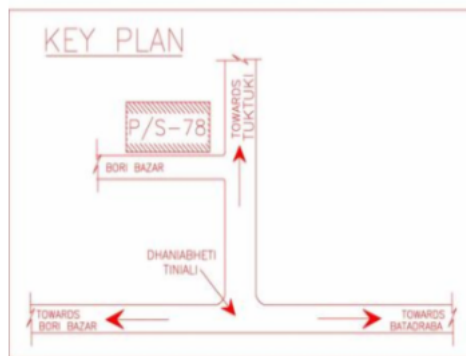 KEY PLAN
TOWARDS
TUKTUKI
P/S-78
BORI BAZAR
DHANIABHETI
TINIALI
TOWARDS
BORI BAZAR
TOWARDS
BATADRABA